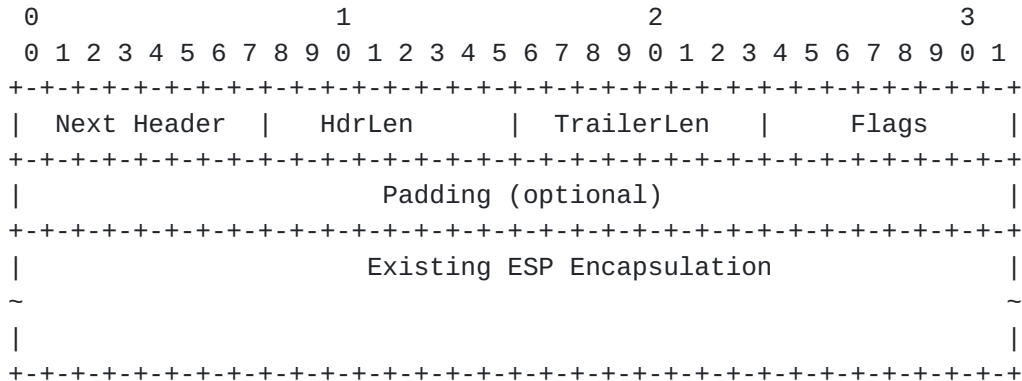 0                   1                   2                   3
0 1 2 3 4 5 6 7 8 9 0 1 2 3 4 5 6 7 8 9 0 1 2 3 4 5 6 7 8 9 0 1
+-+-+-+-+-+-+-+-+-+-+-+-+-+-+-+-+-+-+-+-+-+-+-+-+-+-+-+-+-+-+-+-+
|  Next Header  |   HdrLen      |  TrailerLen   |     Flags     |
+-+-+-+-+-+-+-+-+-+-+-+-+-+-+-+-+-+-+-+-+-+-+-+-+-+-+-+-+-+-+-+-+
|                       Padding (optional)                      |
+-+-+-+-+-+-+-+-+-+-+-+-+-+-+-+-+-+-+-+-+-+-+-+-+-+-+-+-+-+-+-+-+
|                      Existing ESP Encapsulation               |
~                                                               ~
|                                                               |
+-+-+-+-+-+-+-+-+-+-+-+-+-+-+-+-+-+-+-+-+-+-+-+-+-+-+-+-+-+-+-+-+